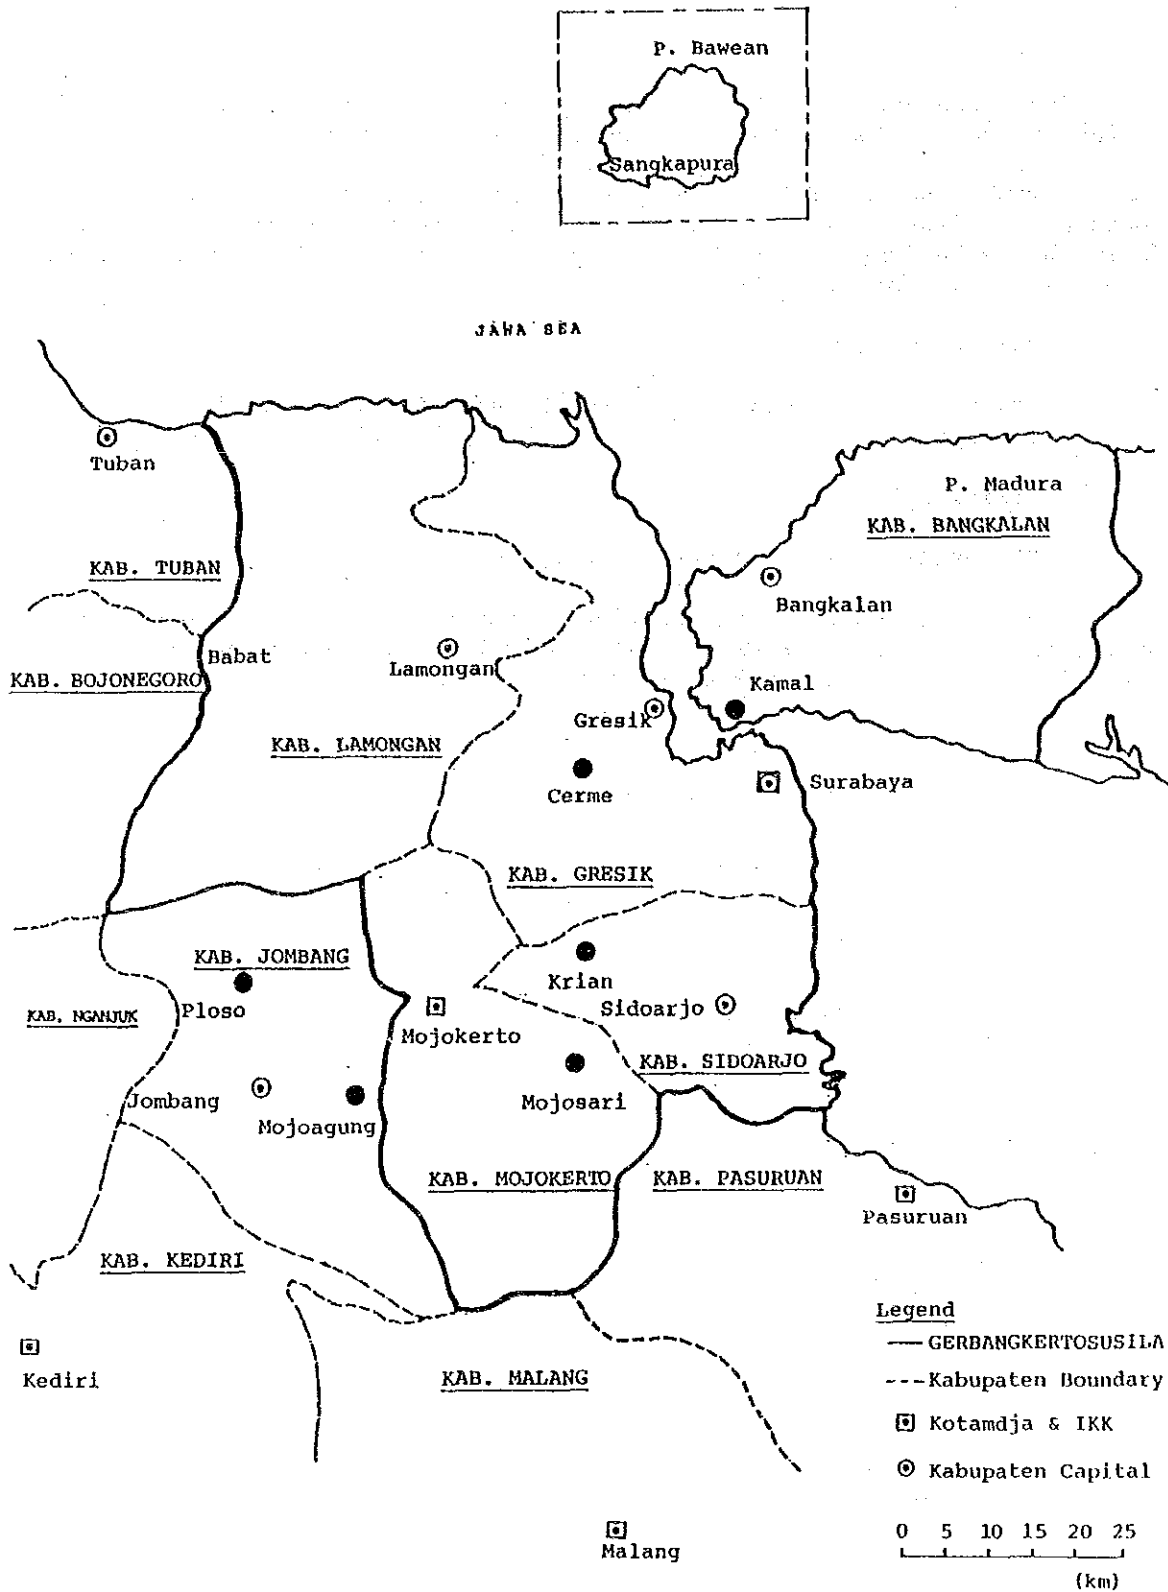 P. Bawean
Sangkapura
JAWA SEA
Tuban
P. Madura
KAB. BANGKALAN
KAB. TUBAN
Bangkalan
Babat
Lamongan
KAB. BOJONEGORO
Kamal
Gresik
KAB. LAMONGAN
Surabaya
Cerme
KAB. GRESIK
KAB. JOMBANG
Krian
Ploso
Sidoarjo
KAB. NGANJUK
Mojokerto
KAB. SIDOARJO
Jombang
Mojosari
Mojoagung
KAB. MOJOKERTO
KAB. PASURUAN
Pasuruan
KAB. KEDIRI
Kediri
KAB. MALANG
Malang
Legend
GERBANGKERTOSUSILA
Kabupaten Boundary
Kotamdja & IKK
Kabupaten Capital
0 5 10 15 20 25
(km)